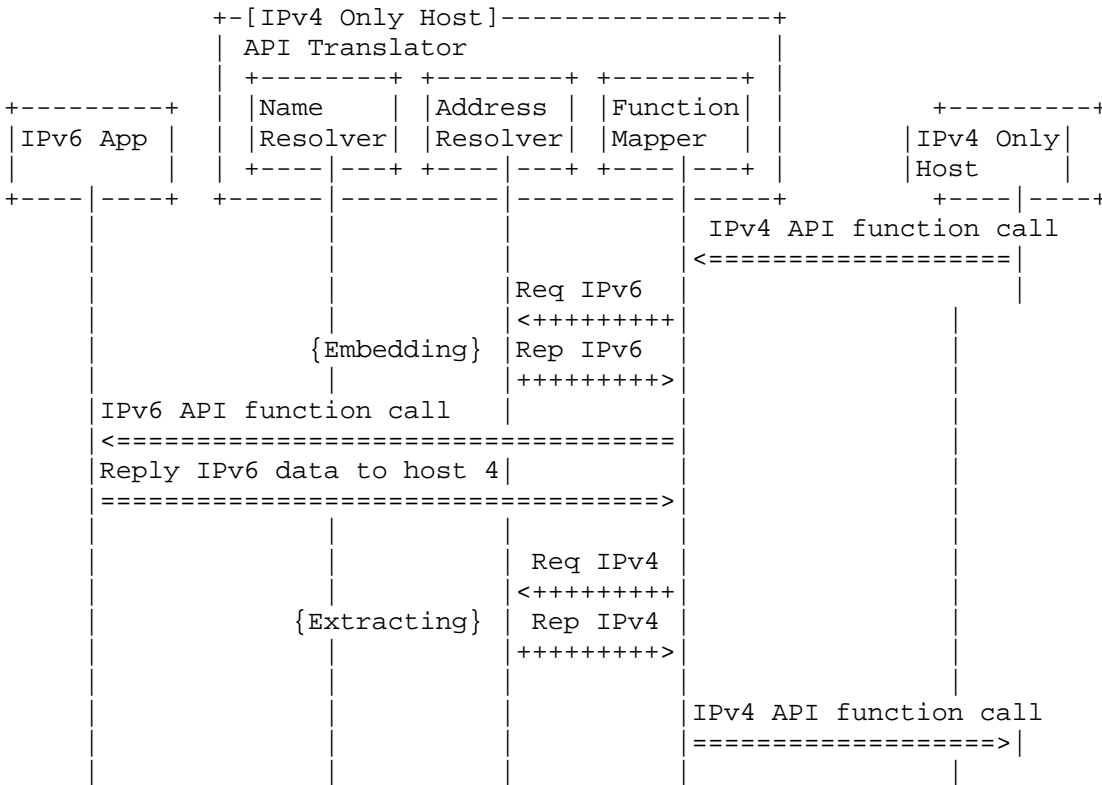 [IPv4 Only Host]
API Translator
Name Address Function
IPv6 App Resolver Resolver Mapper IPv4 Only
Host
IPv4 API function call
Req IPv6
{Embedding} Rep IPv6
IPv6 API function call
Reply IPv6 data to host 4
Req IPv4
{Extracting} Rep IPv4
IPv4 API function call